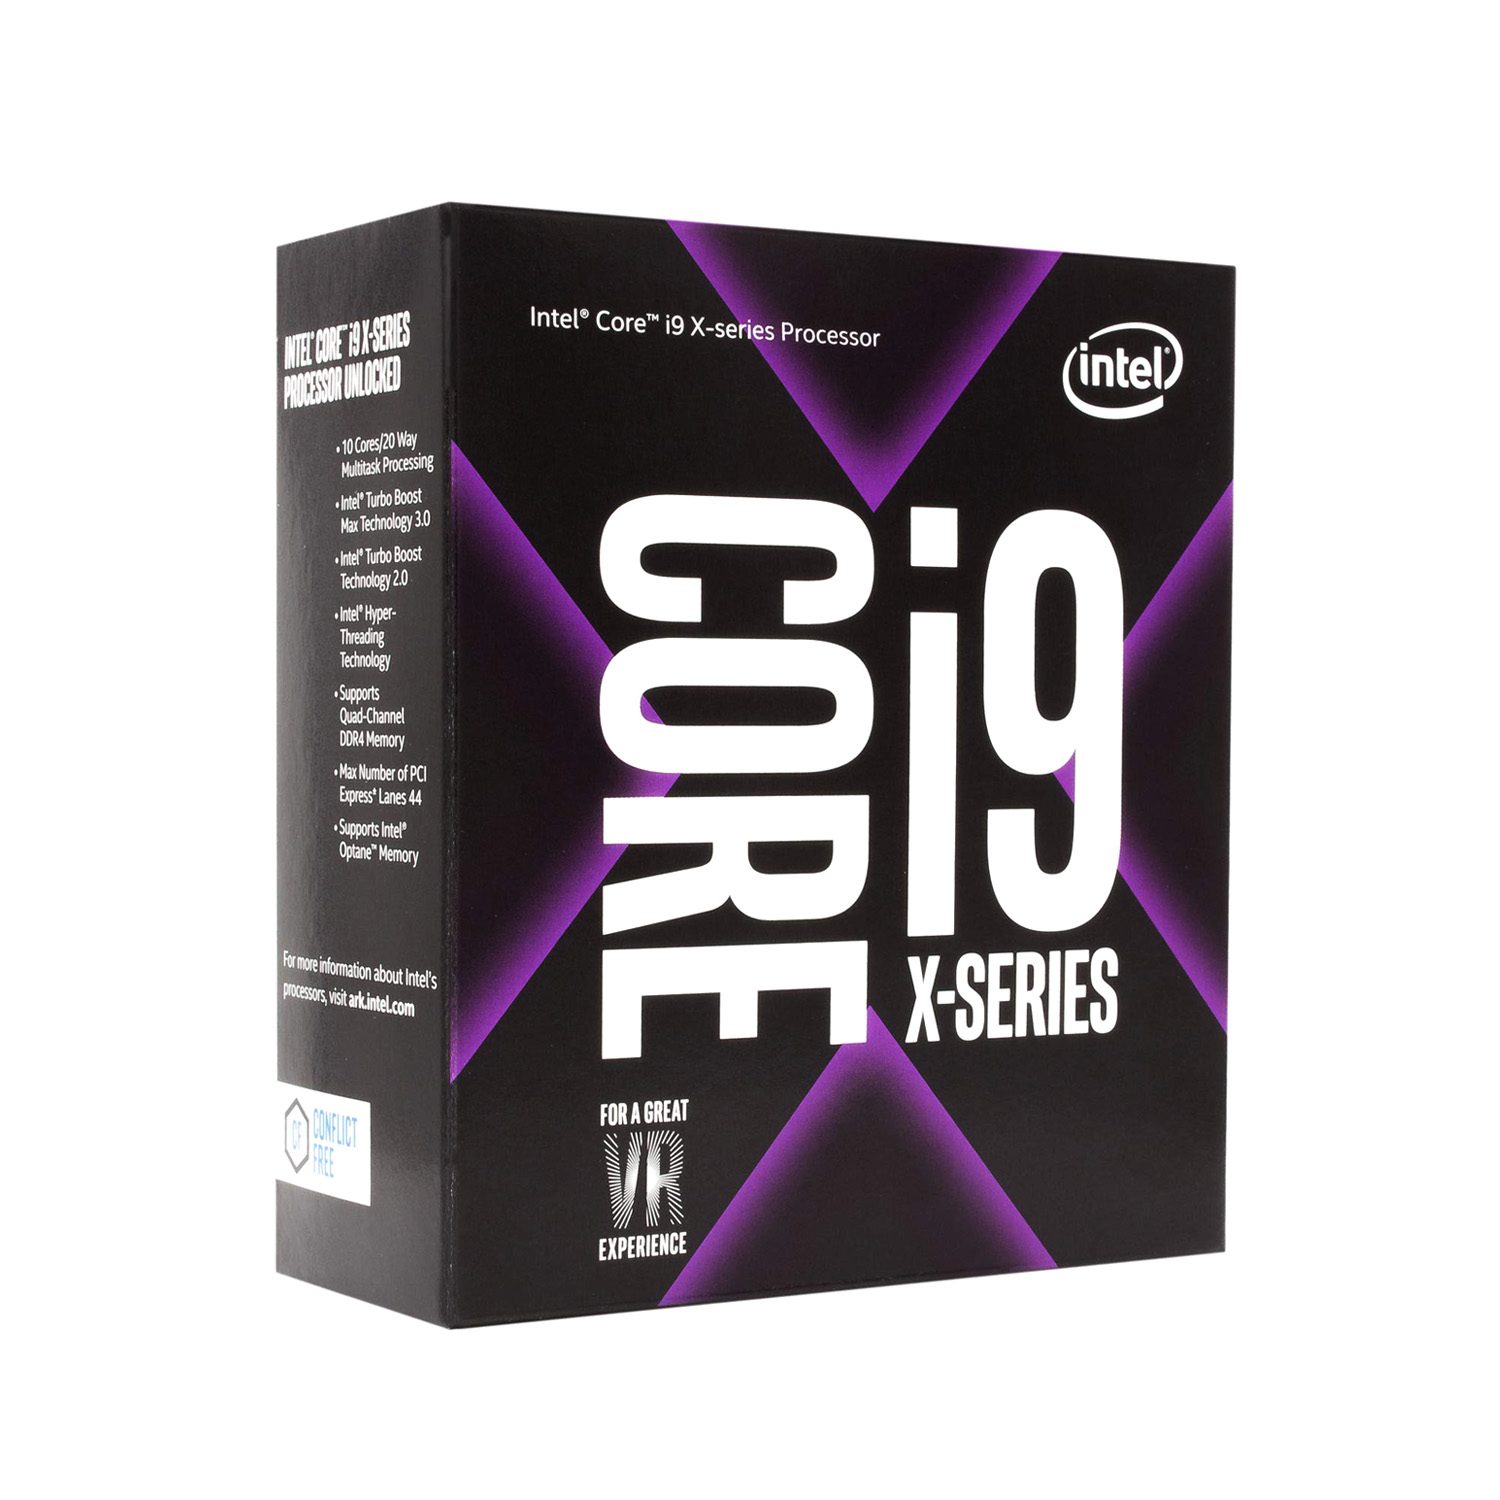 INTEL® CORE™ i9 X-SERIES
PROCESSOR UNLOCKED
• 10 Cores/20 Way
Multitask Processing
• Intel® Turbo Boost
Max Technology 3.0
• Intel® Turbo Boost
Technology 2.0
• Intel® Hyper-
Threading
Technology
• Supports
Quad-Channel
DDR4 Memory
• Max Number of PCI
Express* Lanes 44
• Supports Intel®
Optane™ Memory
For more information about Intel's
processors, visit ark.intel.com
CF
CONFLICT
FREE
Intel® Core™ i9 X-series Processor
intel®
CORE
i9
X-SERIES
FOR A GREAT
VR
EXPERIENCE